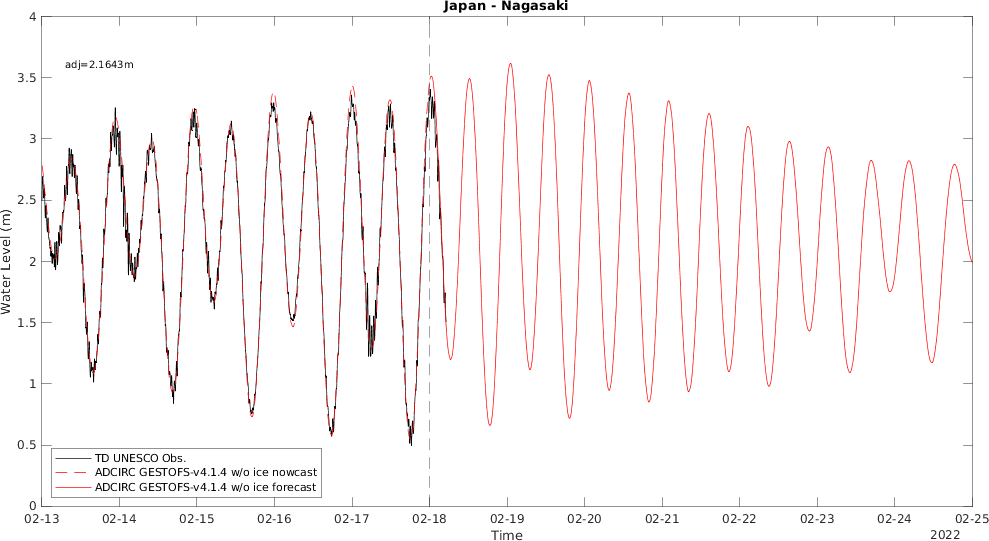 Japan - Nagasaki
adj=2.1643m
4
3.5
3
2.5
2
1.5
1
0.5
0
Water Level (m)
TD UNESCO Obs.
ADCIRC GESTOFS-v4.1.4 w/o ice nowcast
ADCIRC GESTOFS-v4.1.4 w/o ice forecast
02-13 02-14 02-15 02-16 02-17 02-18 02-19 02-20 02-21 02-22 02-23 02-24 02-25
Time
2022